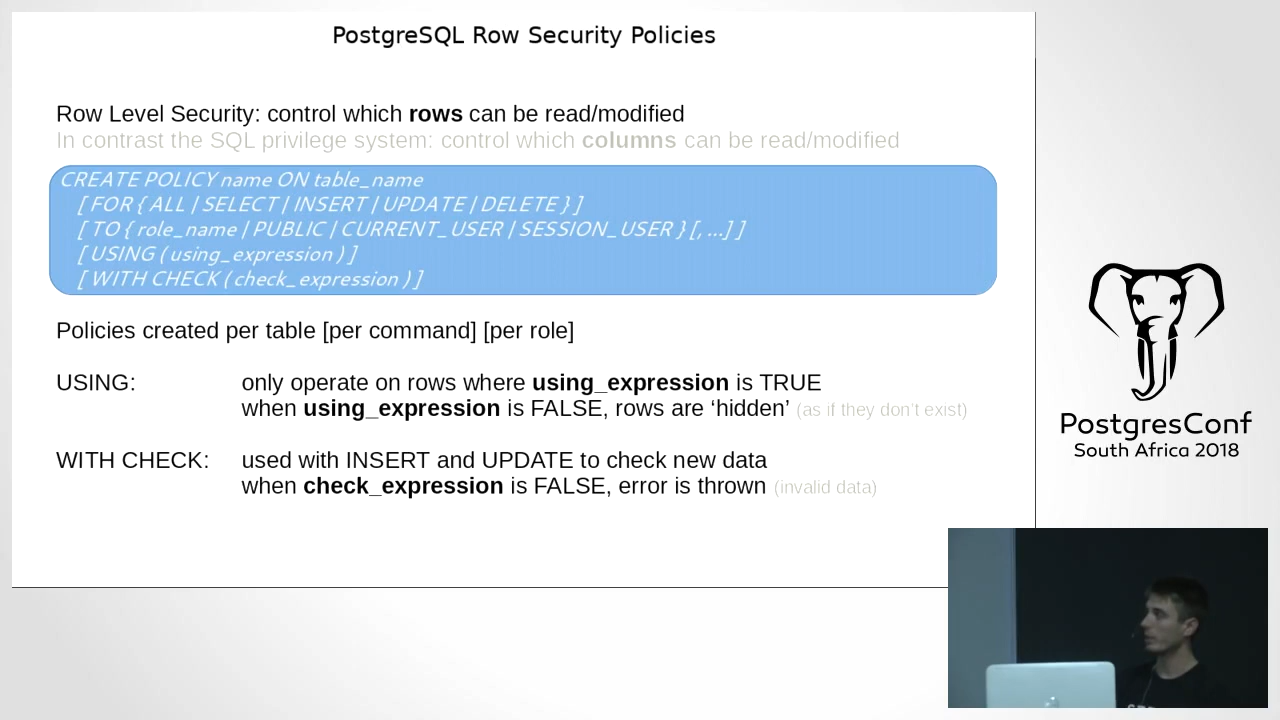 PostgreSQL Row Security Policies
Row Level Security: control which rows can be read/modified
In contrast the SQL privilege system: control which columns can be read/modified
CREATE POLICY name ON table_name
[ FOR { ALL | SELECT | INSERT | UPDATE | DELETE } ]
[ TO { role_name | PUBLIC | CURRENT_USER | SESSION_USER } [, ...] ]
[ USING ( using_expression ) ]
[ WITH CHECK ( check_expression ) ]
Policies created per table [per command] [per role]
USING: only operate on rows where using_expression is TRUE
when using_expression is FALSE, rows are ‘hidden’ (as if they don’t exist)
WITH CHECK: used with INSERT and UPDATE to check new data
when check_expression is FALSE, error is thrown (invalid data)
PostgresConf
South Africa 2018